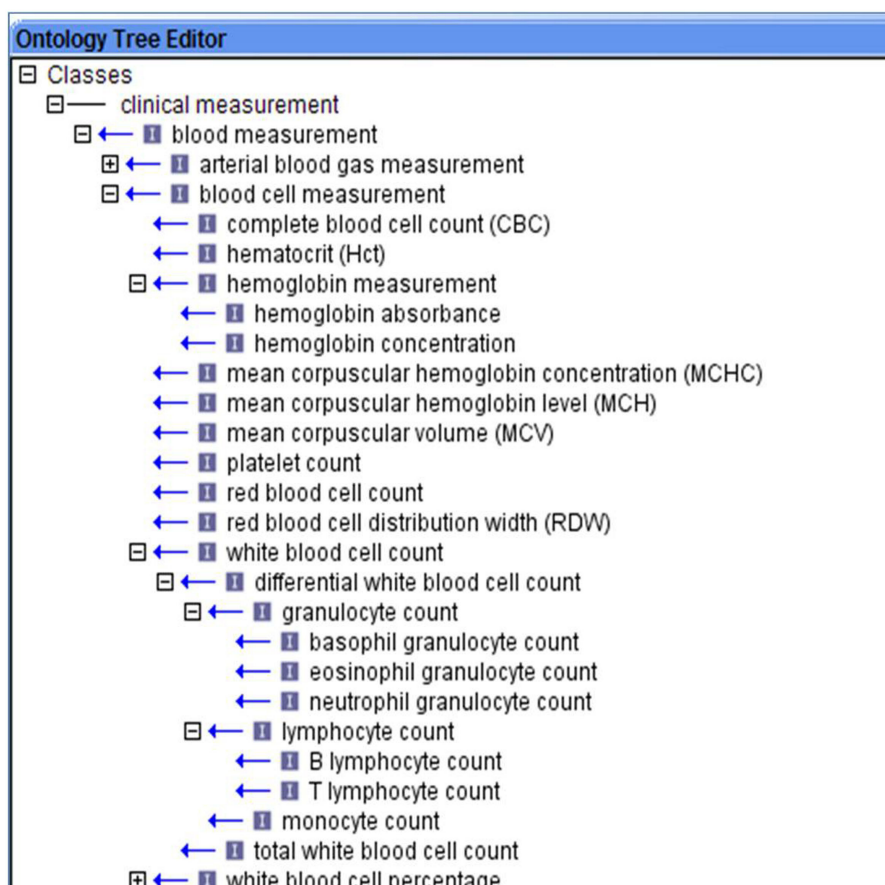 Ontology Tree Editor
Classes
clinical measurement
blood measurement
arterial blood gas measurement
blood cell measurement
complete blood cell count (CBC)
hematocrit (Hct)
hemoglobin measurement
hemoglobin absorbance
hemoglobin concentration
mean corpuscular hemoglobin concentration (MCHC)
mean corpuscular hemoglobin level (MCH)
mean corpuscular volume (MCV)
platelet count
red blood cell count
red blood cell distribution width (RDW)
white blood cell count
differential white blood cell count
granulocyte count
basophil granulocyte count
eosinophil granulocyte count
neutrophil granulocyte count
lymphocyte count
B lymphocyte count
T lymphocyte count
monocyte count
total white blood cell count
white blood cell percentage